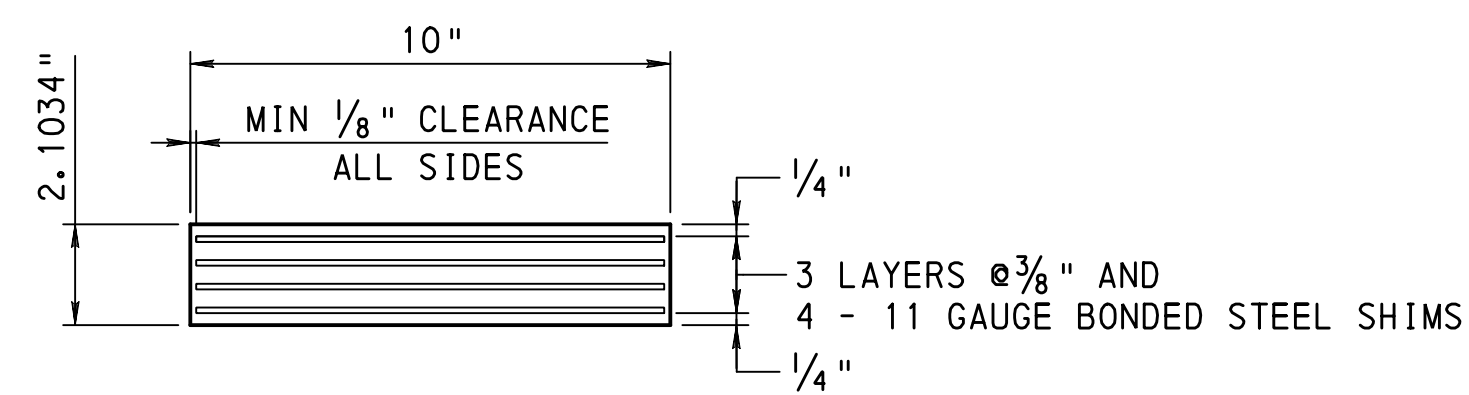 10"
2.1034"
MIN 1/8" CLEARANCE
ALL SIDES
1/4"
3 LAYERS @ 3/8" AND
4 - 11 GAUGE BONDED STEEL SHIMS
1/4"